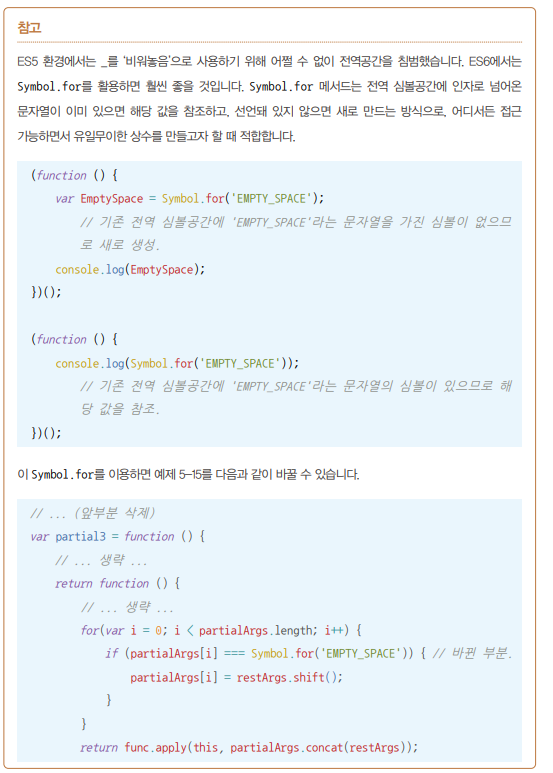 참고
ES5 환경에서는 _를 '비워놓음'으로 사용하기 위해 어쩔 수 없이 전역공간을 침범했습니다. ES6에서는
Symbol.for를 활용하면 훨씬 좋을 것입니다. Symbol.for 메서드는 전역 심볼공간에 인자로 넘어온
문자열이 이미 있으면 해당 값을 참조하고, 선언돼 있지 않으면 새로 만드는 방식으로, 어디서든 접근
가능하면서 유일무이한 상수를 만들고자 할 때 적합합니다.
(function () {
var EmptySpace = Symbol.for('EMPTY_SPACE');
// 기존 전역 심볼공간에 'EMPTY_SPACE'라는 문자열을 가진 심볼이 없으므
로 새로 생성.
console.log(EmptySpace);
})();
(function () {
console.log(Symbol.for('EMPTY_SPACE'));
// 기존 전역 심볼공간에 'EMPTY_SPACE'라는 문자열의 심볼이 있으므로 해
당 값을 참조.
})();
이 Symbol.for를 이용하면 예제 5-15를 다음과 같이 바꿀 수 있습니다.
// ... (앞부분 삭제)
var partial3 = function () {
// ... 생략 ...
return function () {
// ... 생략 ...
for(var i = 0; i < partialArgs.length; i++) {
if (partialArgs[i] === Symbol.for('EMPTY_SPACE')) { // 바뀐 부분.
partialArgs[i] = restArgs.shift();
}
}
return func.apply(this, partialArgs.concat(restArgs));